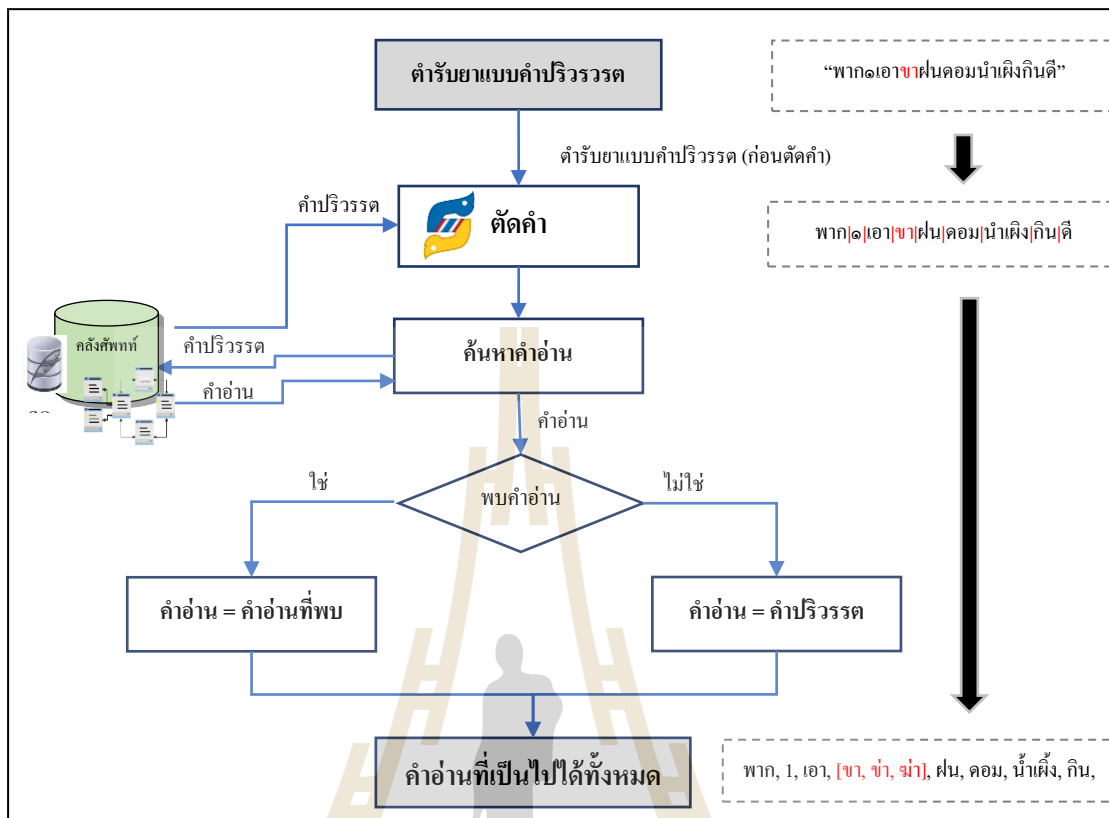 ตำรับยาแบบคำปริวรวรต
“พาก๑เอาขาฝนดอมนำเผิงกินดี”
ตำรับยาแบบคำปริวรรต (ก่อนตัดคำ)
คำปริวรรต
ตัดคำ
พาก|๑|เอา|ขา|ฝน|ดอม|นำเผิง|กิน|ดี
คลังศัพทท์
คำปริวรรต
ค้นหาคำอ่าน
คำอ่าน
คำอ่าน
ใช่
พบคำอ่าน
ไม่ใช่
คำอ่าน = คำอ่านที่พบ
คำอ่าน = คำปริวรรต
คำอ่านที่เป็นไปได้ทั้งหมด
พาก, 1, เอา, [ขา, ข่า, ฆ่า], ฝน, ดอม, น้ำเผิ้ง, กิน,